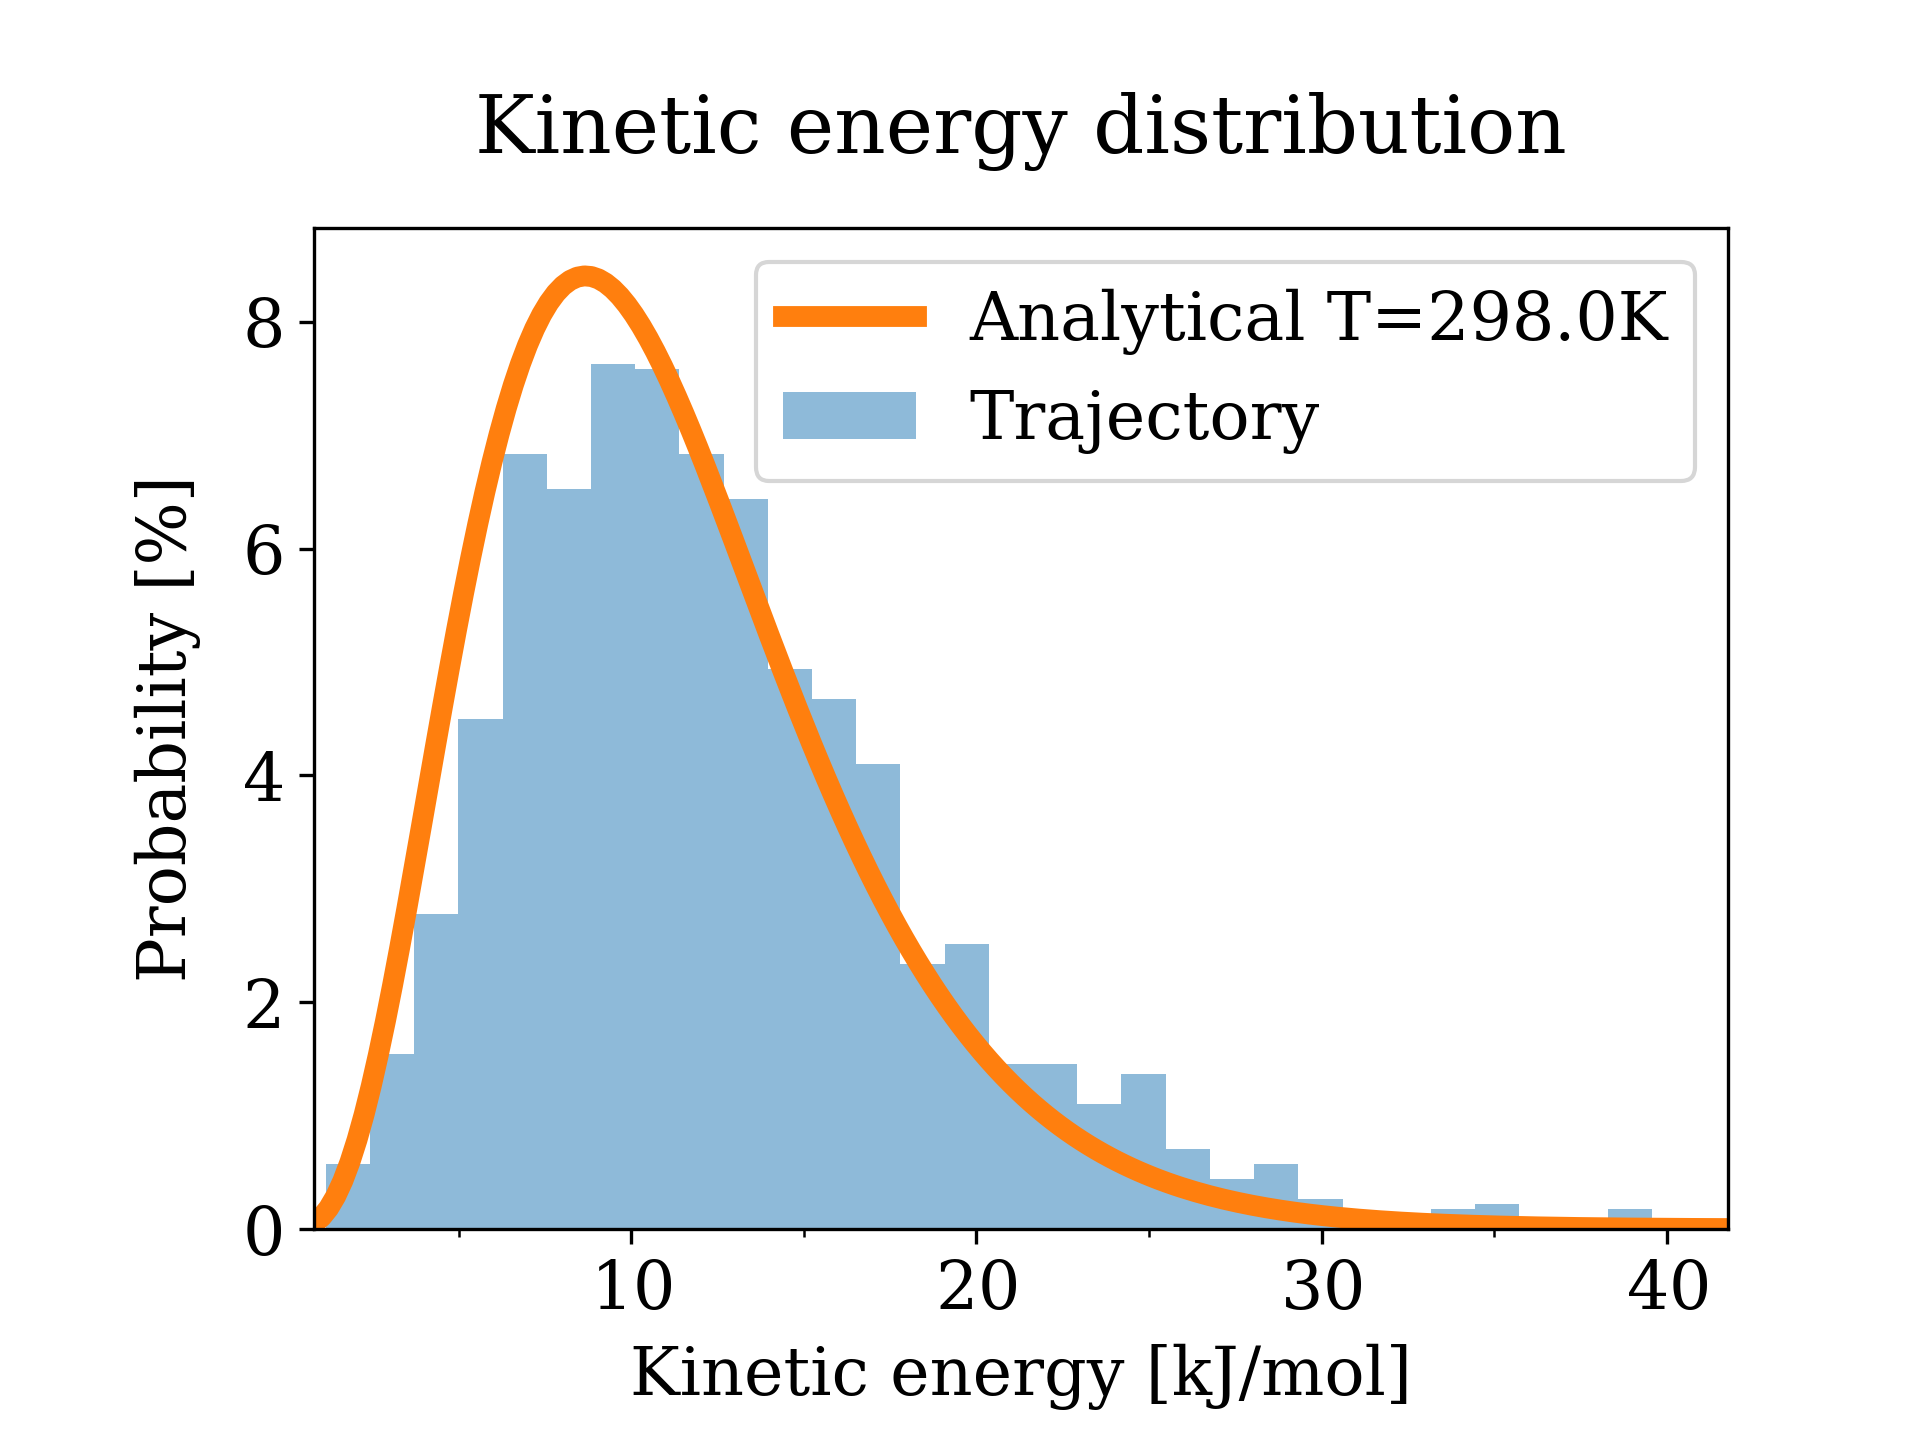 Kinetic energy distribution
Analytical T=298.0K
Trajectory
Probability [%]
8
6
4
2
0
10 20 30 40
Kinetic energy [kJ/mol]